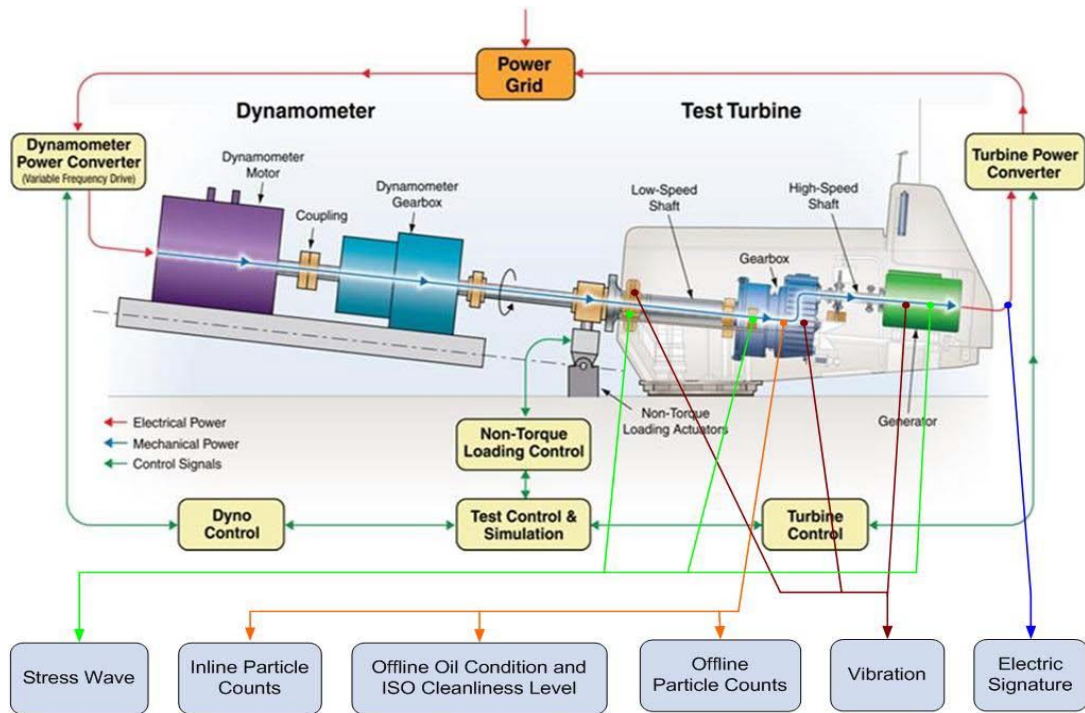 Power
Grid
Dynamometer
Test Turbine
Dynamometer
Power Converter
(Variable Frequency Drive)
Turbine Power
Converter
Dynamometer
Motor
Dynamometer
Gearbox
Coupling
Low-Speed
Shaft
High-Speed
Shaft
Gearbox
Electrical Power
Mechanical Power
Control Signals
Non-Torque
Loading Actuators
Generator
Non-Torque
Loading Control
Dyno
Control
Test Control &
Simulation
Turbine
Control
Stress Wave
Inline Particle
Counts
Offline Oil Condition and
ISO Cleanliness Level
Offline
Particle Counts
Vibration
Electric
Signature